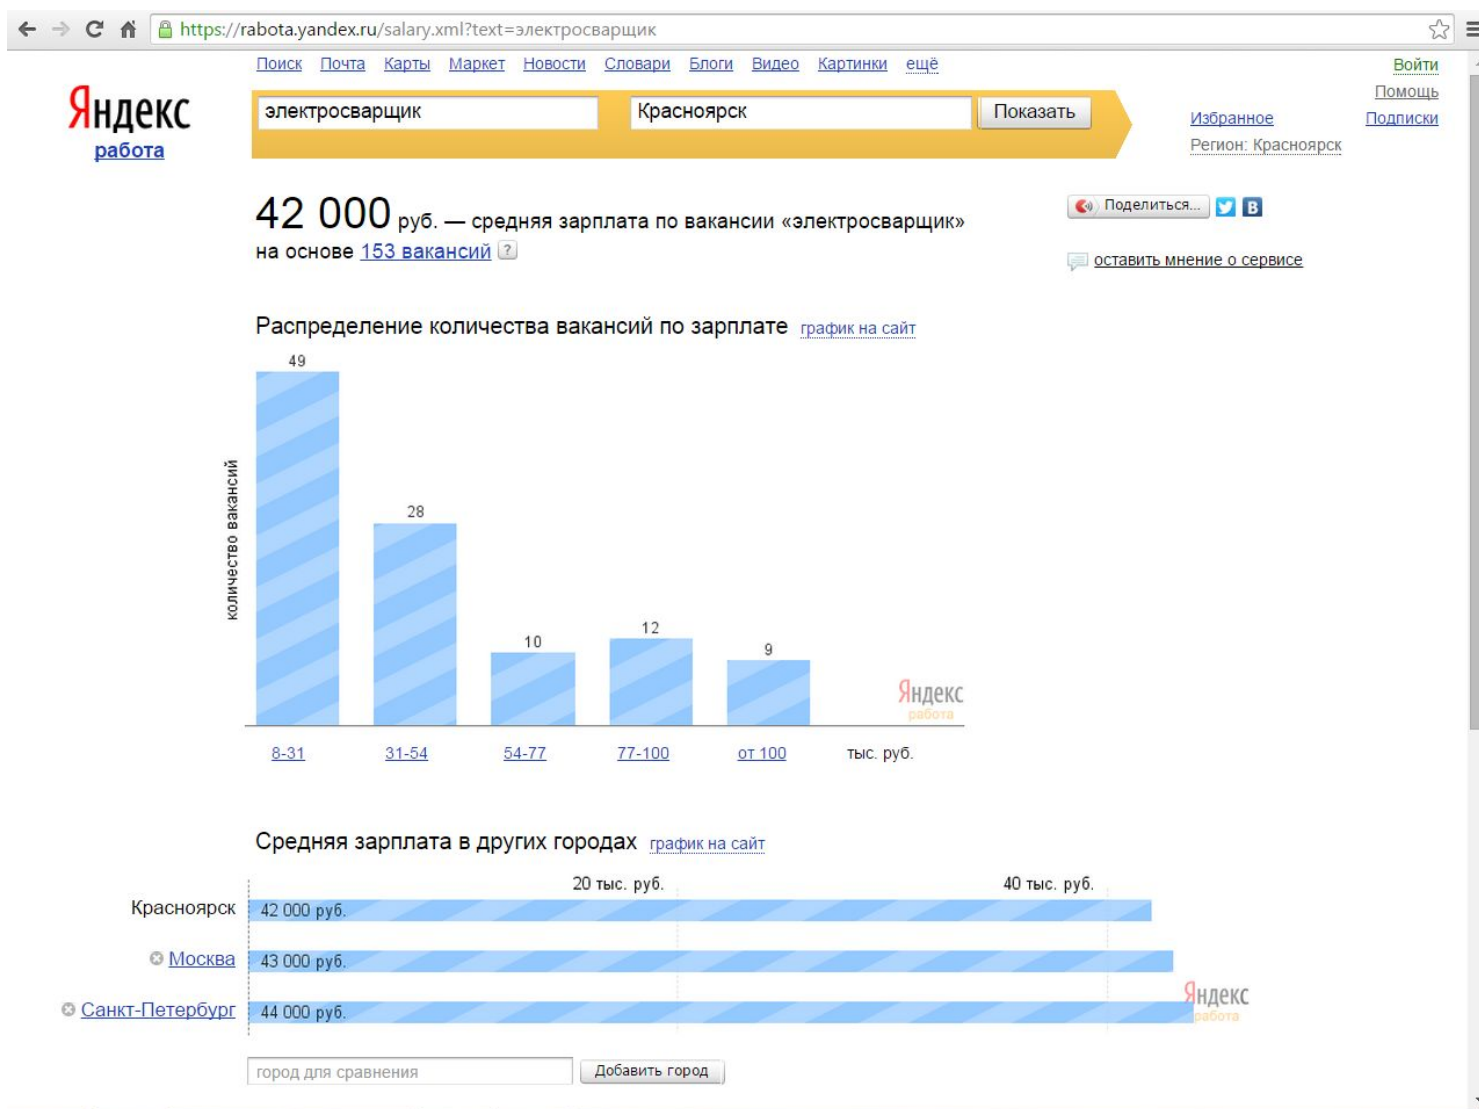 https://rabota.yandex.ru/salary.xml?text=электросварщик
Поиск Почта Карты Маркет Новости Словари Блоги Видео Картинки ещё
Войти
Помощь
Яндекс
работа
электросварщик
Красноярск
Показать
Избранное
Подписки
Регион: Красноярск
42 000 руб. — средняя зарплата по вакансии «электросварщик»
на основе 153 вакансий ?
Поделиться...
В
оставить мнение о сервисе
Распределение количества вакансий по зарплате график на сайт
количество вакансий
49
28
10
12
9
Яндекс
работа
8-31 31-54 54-77 77-100 от 100 тыс. руб.
Средняя зарплата в других городах график на сайт
20 тыс. руб. 40 тыс. руб.
Красноярск 42 000 руб.
Москва 43 000 руб.
Санкт-Петербург 44 000 руб.
Яндекс
работа
город для сравнения
Добавить город